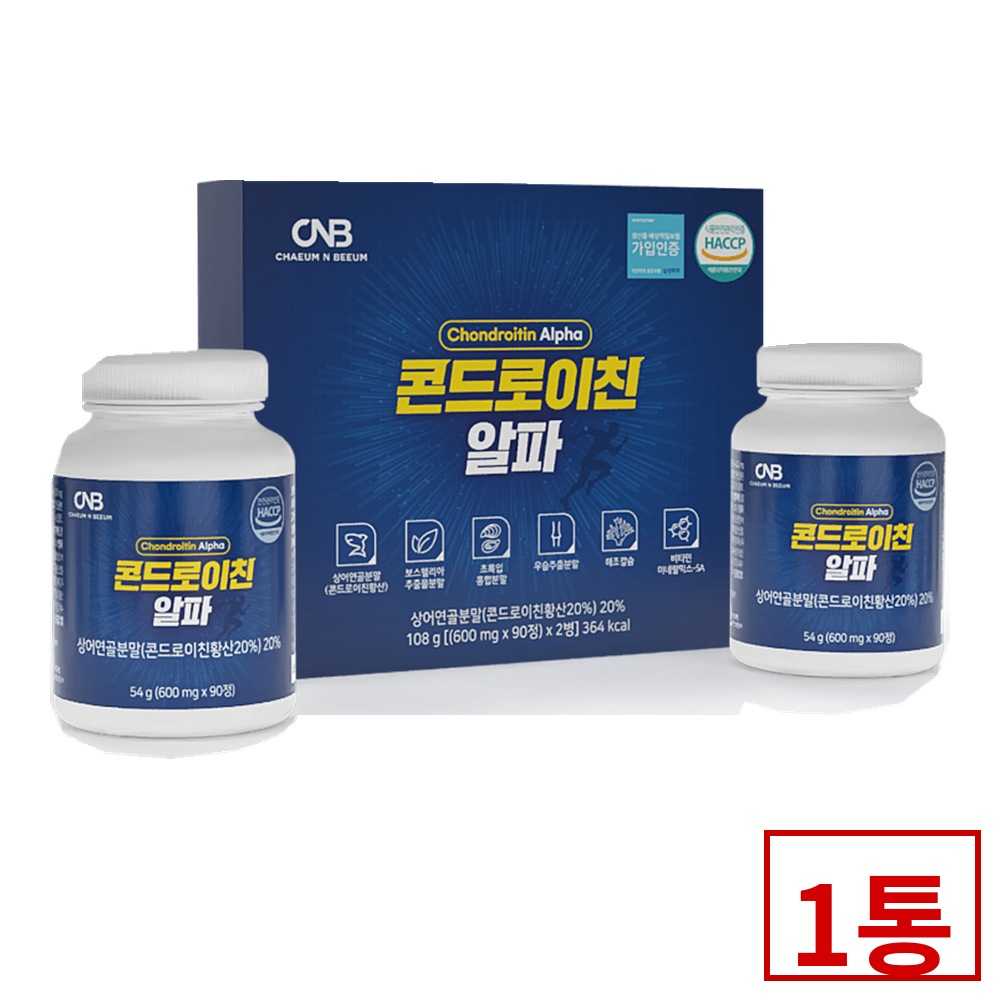 CNB
CHAEUM N BEEUM
가입인증
HACCP
Chondroitin Alpha
콘드로이친
알파
상어연골분말
(콘드로이친황산)
보스웰리아
추출물분말
초록입
홍합분말
우슬추출분말
해조칼슘
비타민
미네랄믹스-SA
상어연골분말(콘드로이친황산20%) 20%
108 g [(600 mg x 90정) x 2병] 364 kcal
CNB
CHAEUM N BEEUM
HACCP
Chondroitin Alpha
콘드로이친
알파
상어연골분말(콘드로이친황산20%) 20%
54 g (600 mg x 90정)
CNB
CHAEUM N BEEUM
HACCP
Chondroitin Alpha
콘드로이친
알파
상어연골분말(콘드로이친황산20%) 20%
54 g (600 mg x 90정)
1통